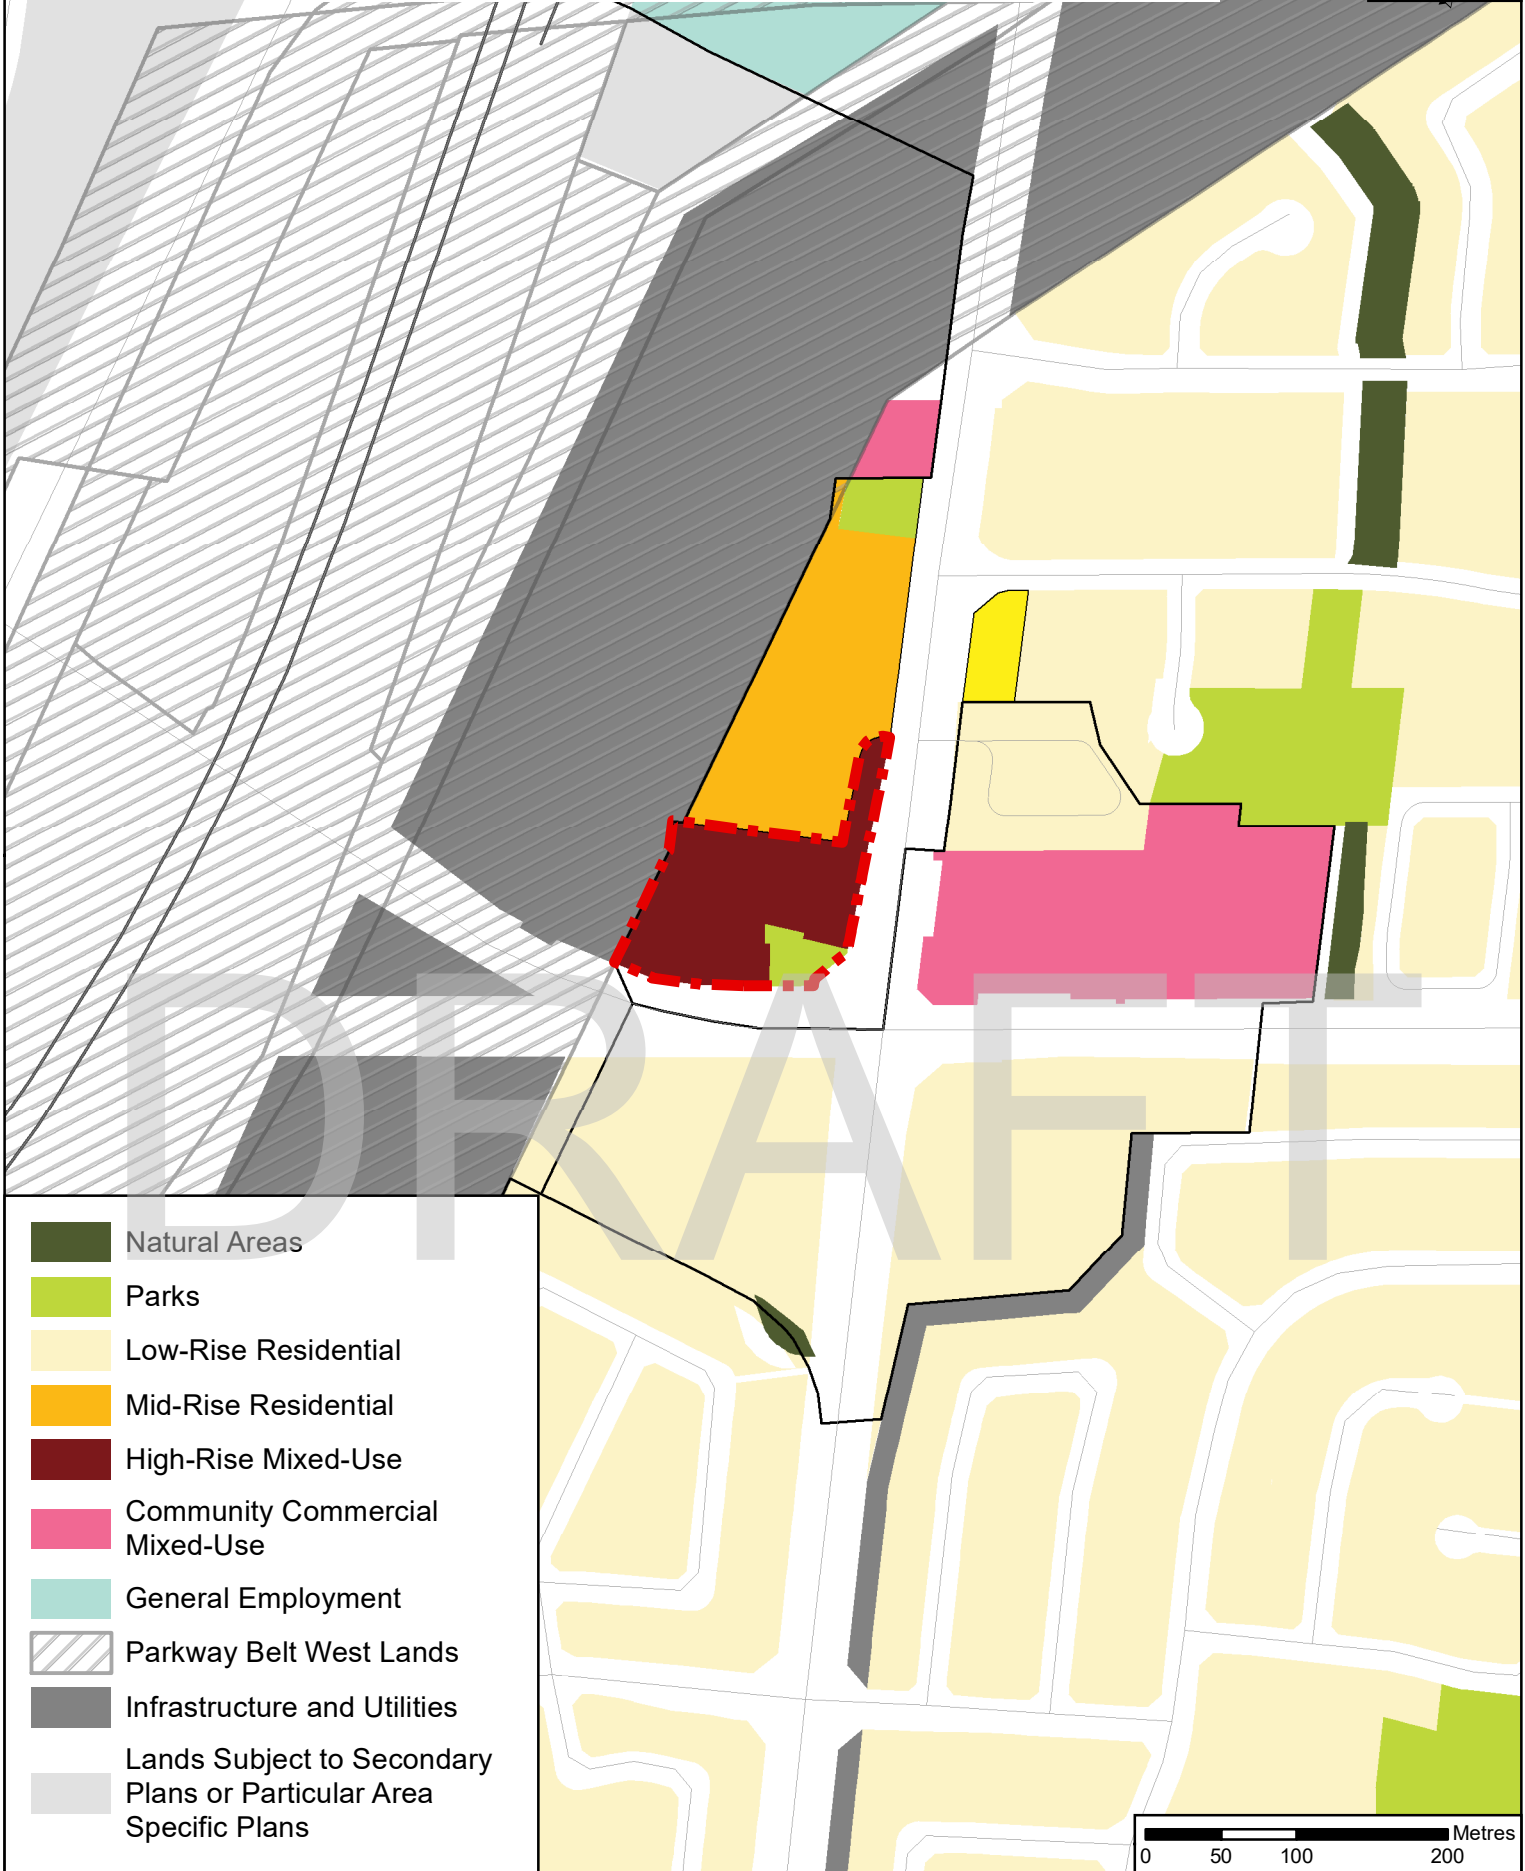 DRAFT
Natural Areas
Parks
Low-Rise Residential
Mid-Rise Residential
High-Rise Mixed-Use
Community Commercial
Mixed-Use
General Employment
Parkway Belt West Lands
Infrastructure and Utilities
Lands Subject to Secondary
Plans or Particular Area
Specific Plans
Metres
0 50 100 200